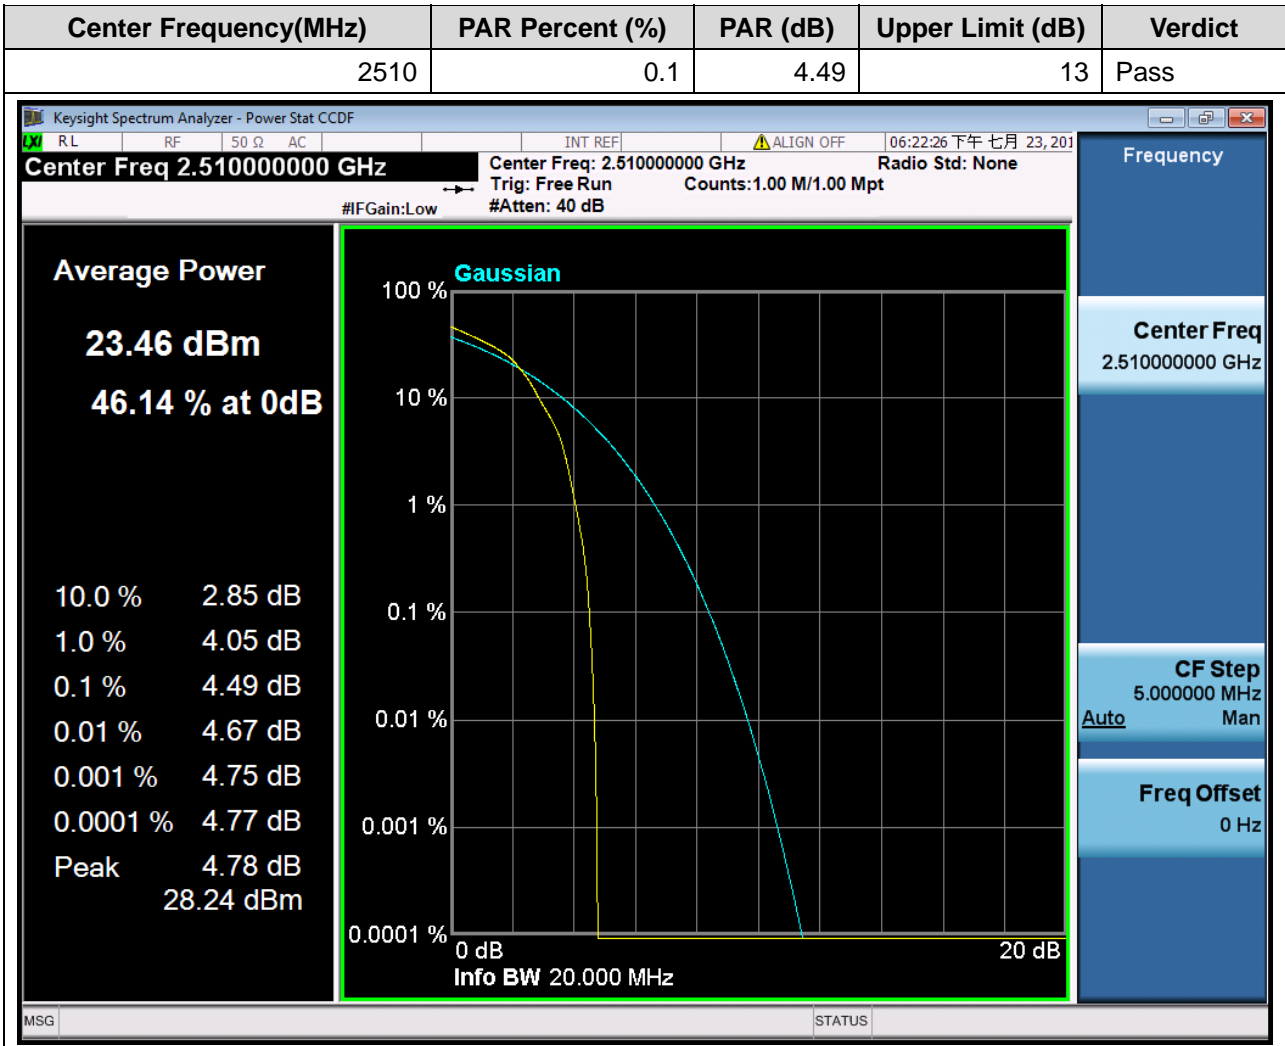 Center Frequency(MHz) PAR Percent (%) PAR (dB) Upper Limit (dB) Verdict
2510 0.1 4.49 13 Pass
Keysight Spectrum Analyzer - Power Stat CCDF
LXI RL RF 50 Ω AC INT REF ALIGN OFF 06:22:26 下午 七月 23, 201
Center Freq 2.510000000 GHz
#IFGain:Low
Center Freq: 2.510000000 GHz Radio Std: None
Trig: Free Run Counts:1.00 M/1.00 Mpt
#Atten: 40 dB
Average Power
23.46 dBm
46.14 % at 0dB
10.0 % 2.85 dB
1.0 % 4.05 dB
0.1 % 4.49 dB
0.01 % 4.67 dB
0.001 % 4.75 dB
0.0001 % 4.77 dB
Peak 4.78 dB
28.24 dBm
Gaussian
100 %
10 %
1 %
0.1 %
0.01 %
0.001 %
0.0001 %
0 dB 20 dB
Info BW 20.000 MHz
Frequency
Center Freq
2.510000000 GHz
CF Step
5.000000 MHz
Auto Man
Freq Offset
0 Hz
MSG STATUS